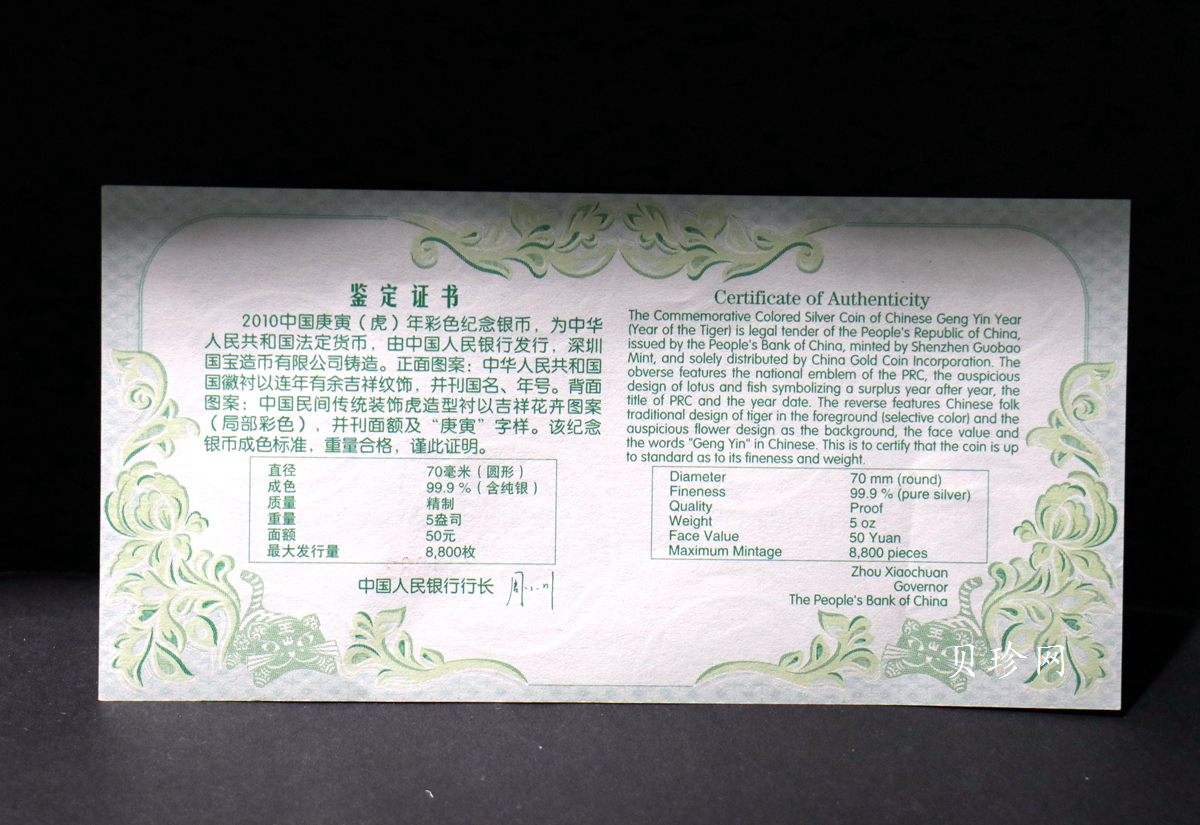 鉴定证书
2010中国庚寅（虎）年彩色纪念银币，为中华
人民共和国法定货币，由中国人民银行发行，深圳
国宝造币有限公司铸造。正面图案：中华人民共和国
国徽衬以连年有余吉祥纹饰，并刊国名、年号。背面
图案：中国民间传统装饰虎造型衬以吉祥花卉图案
（局部彩色），并刊面额及“庚寅”字样。该纪念
银币成色标准，重量合格，谨此证明。
直径 70毫米（圆形）
成色 99.9％（含纯银）
质量 精制
重量 5盎司
面额 50元
最大发行量 8,800枚
中国人民银行行长
Certificate of Authenticity
The Commemorative Colored Silver Coin of Chinese Geng Yin Year
(Year of the Tiger) is legal tender of the People's Republic of China,
issued by the People's Bank of China, minted by Shenzhen Guobao
Mint, and solely distributed by China Gold Coin Incorporation. The
obverse features the national emblem of the PRC, the auspicious
design of lotus and fish symbolizing a surplus year after year, the
title of PRC and the year date. The reverse features Chinese folk
traditional design of tiger in the foreground (selective color) and the
auspicious flower design as the background, the face value and
the words "Geng Yin" in Chinese. This is to certify that the coin is up
to standard as to its fineness and weight.
Diameter 70 mm (round)
Fineness 99.9 % (pure silver)
Quality Proof
Weight 5 oz
Face Value 50 Yuan
Maximum Mintage 8,800 pieces
Zhou Xiaochuan
Governor
The People's Bank of China
贝珍网